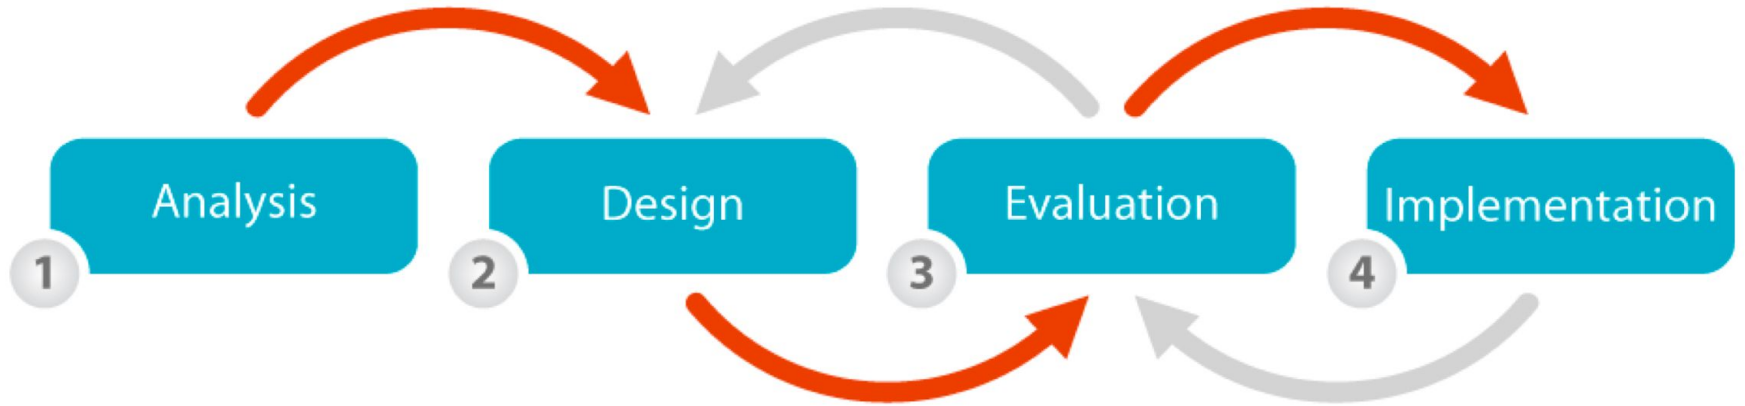 Analysis
1
Design
2
Evaluation
3
Implementation
4